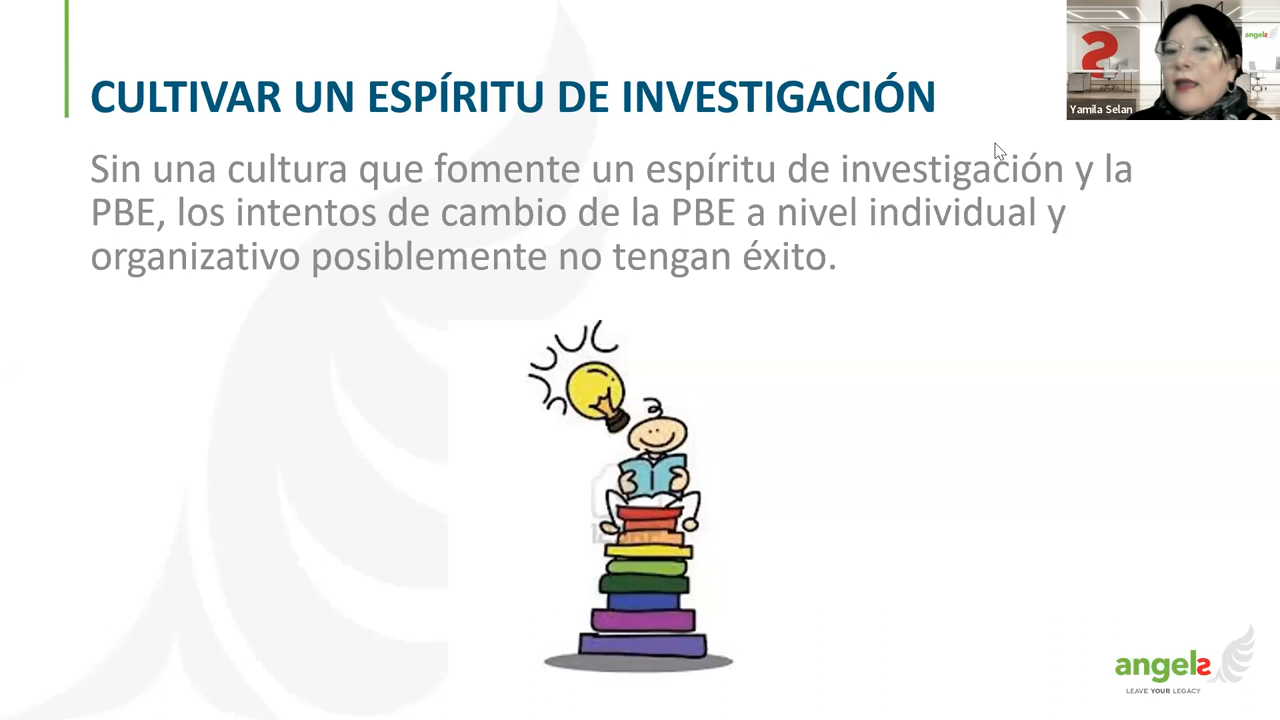 CULTIVAR UN ESPÍRITU DE INVESTIGACIÓN
Sin una cultura que fomente un espíritu de investigación y la
PBE, los intentos de cambio de la PBE a nivel individual y
organizativo posiblemente no tengan éxito.
Yamila Selan
angels
angels
LEAVE YOUR LEGACY